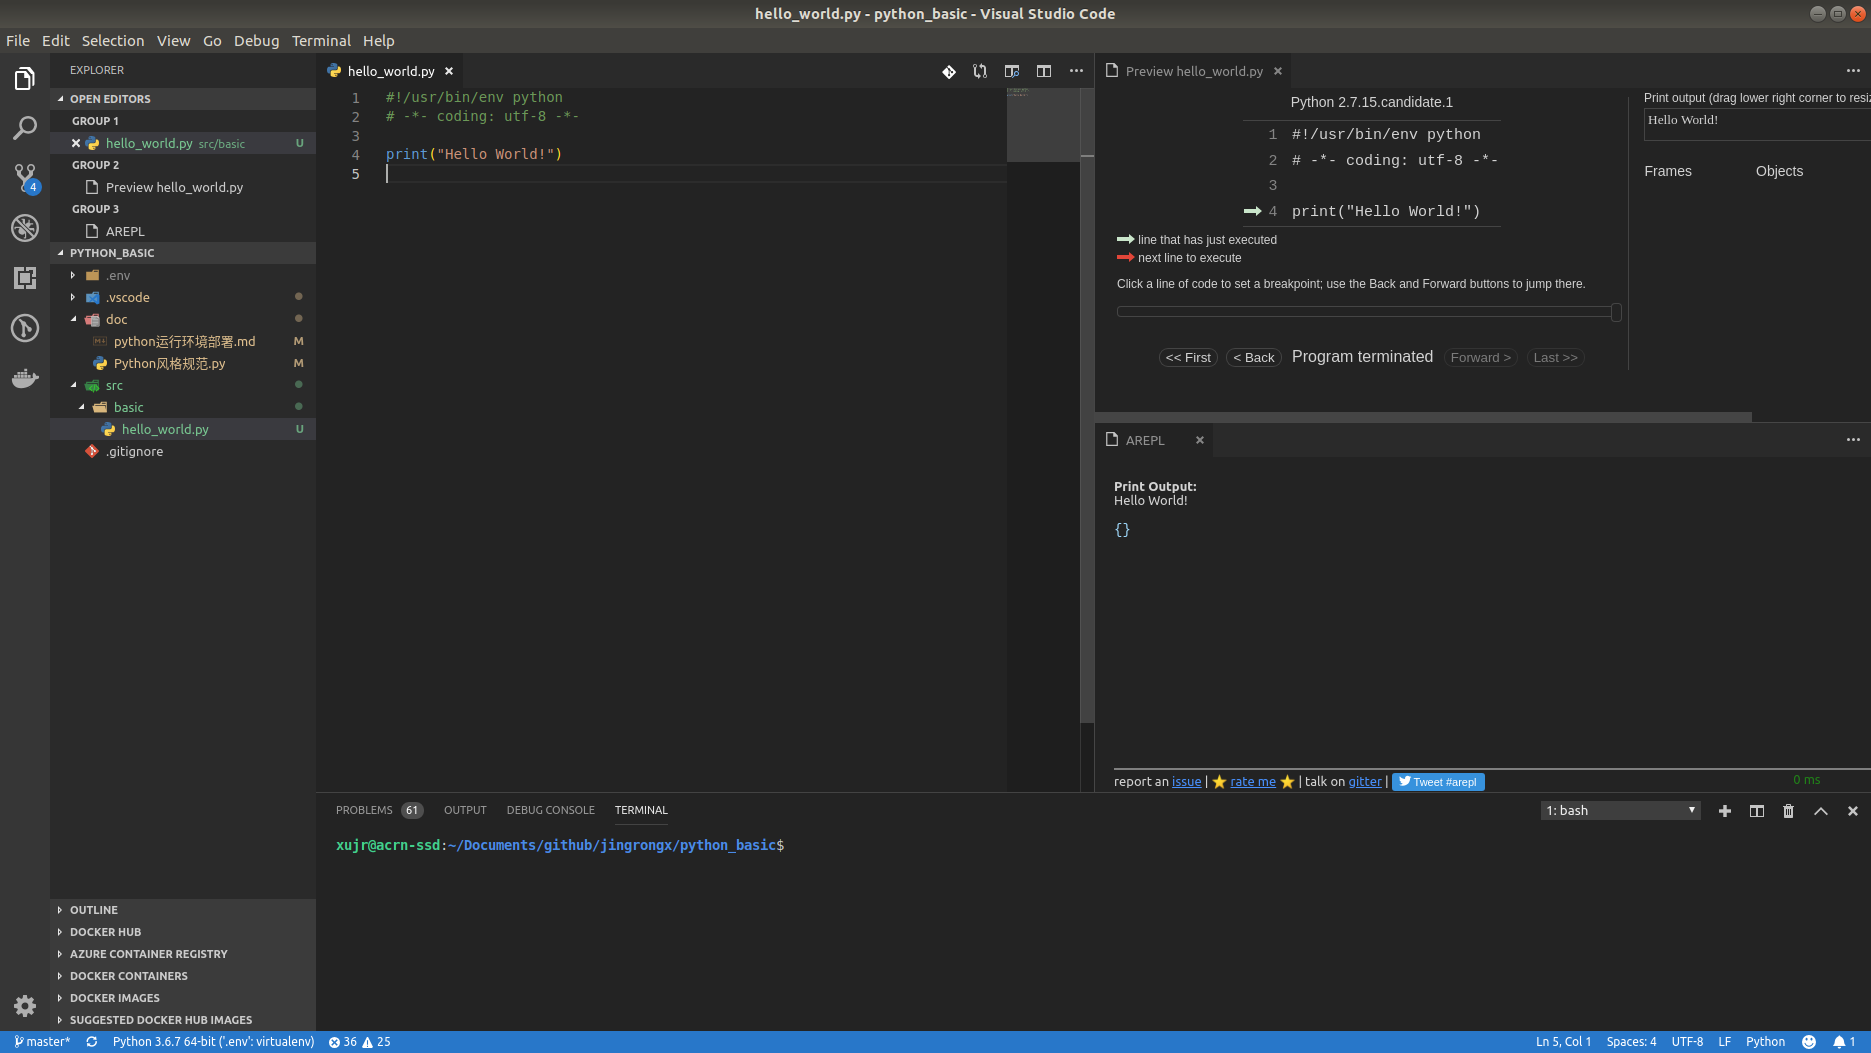 hello_world.py - python_basic - Visual Studio Code
File Edit Selection View Go Debug Terminal Help
EXPLORER
OPEN EDITORS
GROUP 1
hello_world.py src/basic U
GROUP 2
Preview hello_world.py
GROUP 3
AREPL
PYTHON_BASIC
.env
.vscode
doc
python运行环境部署.md M
Python风格规范.py M
src
basic
hello_world.py U
.gitignore
OUTLINE
DOCKER HUB
AZURE CONTAINER REGISTRY
DOCKER CONTAINERS
DOCKER IMAGES
SUGGESTED DOCKER HUB IMAGES
4
hello_world.py
1 #!/usr/bin/env python
2 # -*- coding: utf-8 -*-
3
4 print("Hello World!")
5
Preview hello_world.py
Python 2.7.15.candidate.1
1 #!/usr/bin/env python
2 # -*- coding: utf-8 -*-
3
4 print("Hello World!")
line that has just executed
next line to execute
Click a line of code to set a breakpoint; use the Back and Forward buttons to jump there.
<< First < Back Program terminated Forward > Last >>
Print output (drag lower right corner to resiz
Hello World!
Frames Objects
AREPL
Print Output:
Hello World!
{}
report an issue | rate me | talk on gitter | Tweet #arepl 0 ms
PROBLEMS 61 OUTPUT DEBUG CONSOLE TERMINAL 1: bash
xujr@acrn-ssd:~/Documents/github/jingrongx/python_basic$
master* Python 3.6.7 64-bit ('.env': virtualenv) 36 25 Ln 5, Col 1 Spaces: 4 UTF-8 LF Python 1